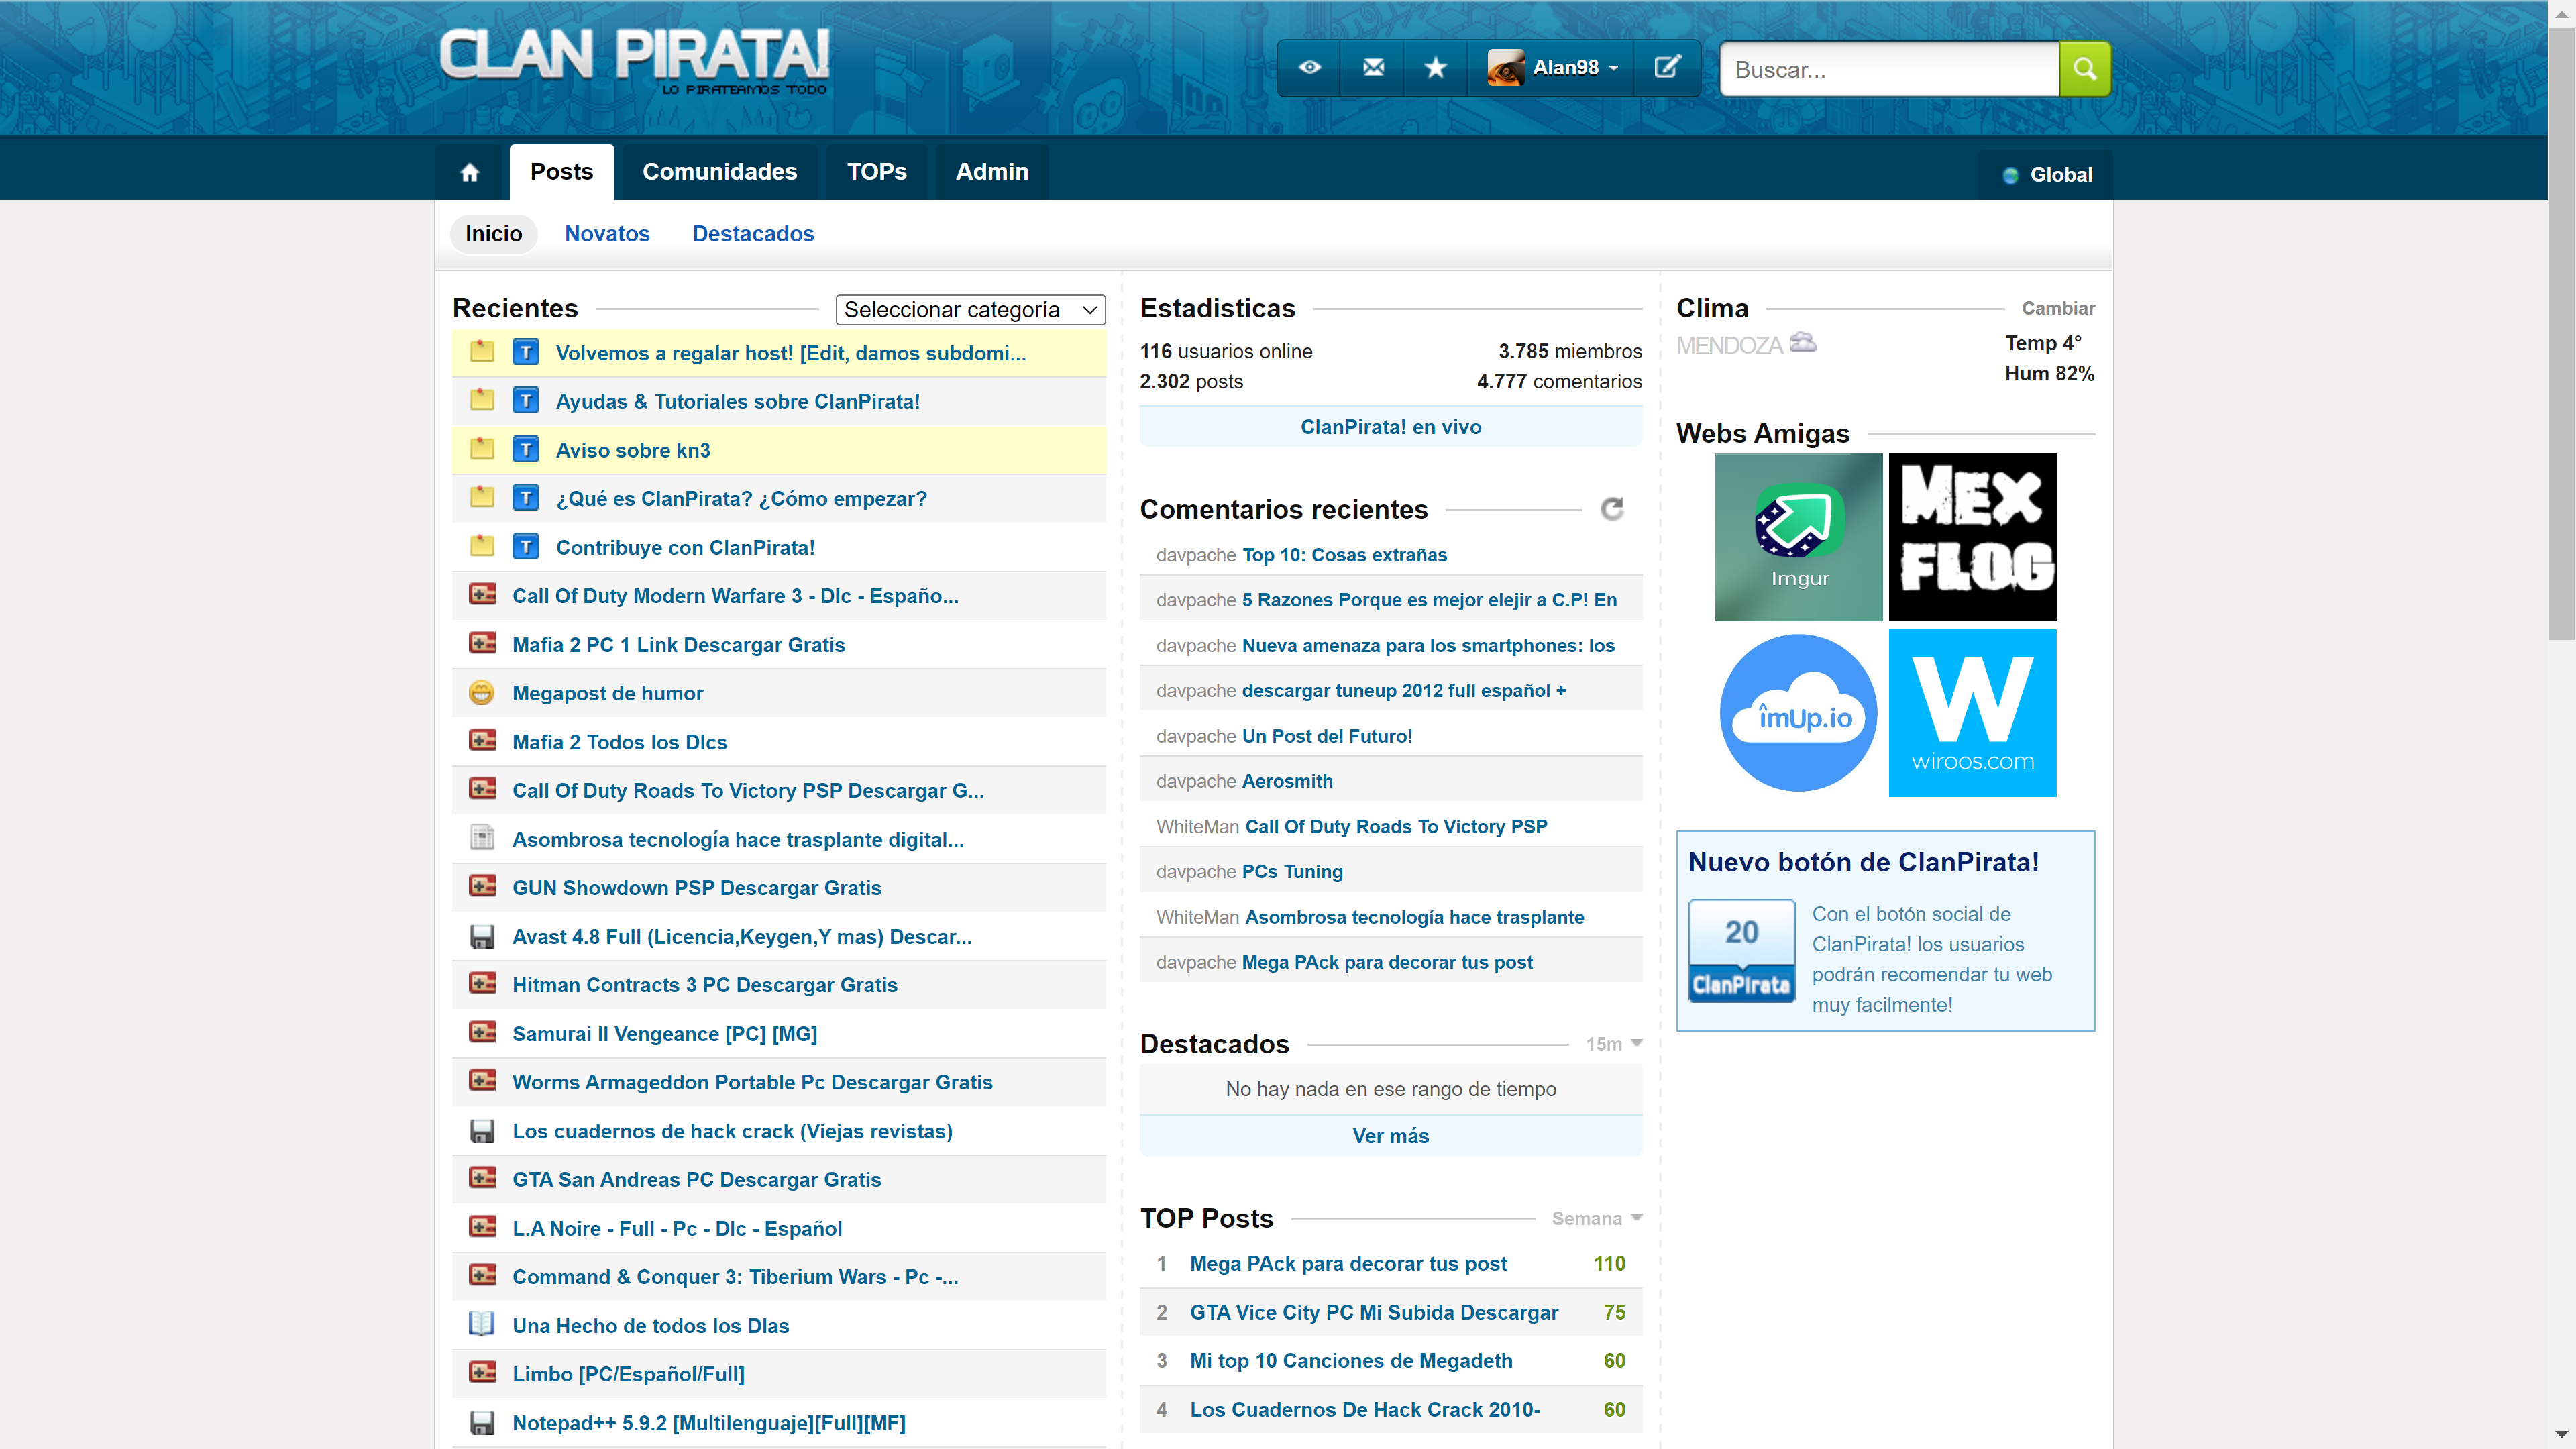 CLAN PIRATA!
LO PIRATEAMOS TODO
Alan98
Buscar...
Posts
Comunidades
TOPs
Admin
Global
Inicio
Novatos
Destacados
Recientes
Seleccionar categoría
Volvemos a regalar host! [Edit, damos subdomi...
Ayudas & Tutoriales sobre ClanPirata!
Aviso sobre kn3
¿Qué es ClanPirata? ¿Cómo empezar?
Contribuye con ClanPirata!
Call Of Duty Modern Warfare 3 - Dlc - Españo...
Mafia 2 PC 1 Link Descargar Gratis
Megapost de humor
Mafia 2 Todos los Dlcs
Call Of Duty Roads To Victory PSP Descargar G...
Asombrosa tecnología hace trasplante digital...
GUN Showdown PSP Descargar Gratis
Avast 4.8 Full (Licencia,Keygen,Y mas) Descar...
Hitman Contracts 3 PC Descargar Gratis
Samurai II Vengeance [PC] [MG]
Worms Armageddon Portable Pc Descargar Gratis
Los cuadernos de hack crack (Viejas revistas)
GTA San Andreas PC Descargar Gratis
L.A Noire - Full - Pc - Dlc - Español
Command & Conquer 3: Tiberium Wars - Pc -...
Una Hecho de todos los DIas
Limbo [PC/Español/Full]
Notepad++ 5.9.2 [Multilenguaje][Full][MF]
Estadisticas
116 usuarios online
3.785 miembros
2.302 posts
4.777 comentarios
ClanPirata! en vivo
Comentarios recientes
davpache Top 10: Cosas extrañas
davpache 5 Razones Porque es mejor elejir a C.P! En
davpache Nueva amenaza para los smartphones: los
davpache descargar tuneup 2012 full español +
davpache Un Post del Futuro!
davpache Aerosmith
WhiteMan Call Of Duty Roads To Victory PSP
davpache PCs Tuning
WhiteMan Asombrosa tecnología hace trasplante
davpache Mega PAck para decorar tus post
Destacados
15m
No hay nada en ese rango de tiempo
Ver más
TOP Posts
Semana
1 Mega PAck para decorar tus post 110
2 GTA Vice City PC Mi Subida Descargar 75
3 Mi top 10 Canciones de Megadeth 60
4 Los Cuadernos De Hack Crack 2010- 60
Clima
Cambiar
MENDOZA
Temp 4°
Hum 82%
Webs Amigas
Imgur
MEX
FLOG
îmUp.io
W
wiroos.com
Nuevo botón de ClanPirata!
20
ClanPirata
Con el botón social de
ClanPirata! los usuarios
podrán recomendar tu web
muy facilmente!